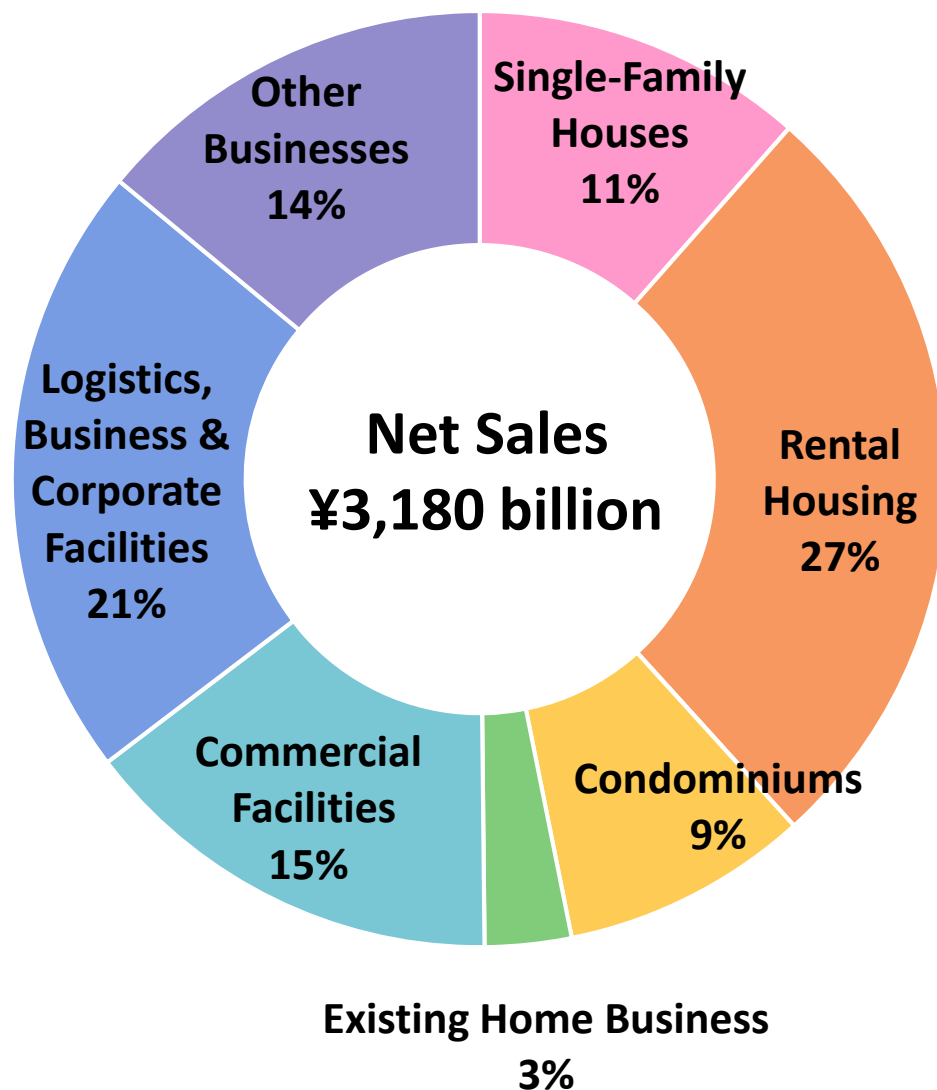 Single-Family
Houses
11%
Rental
Housing
27%
Condominiums
9%
Existing Home Business
3%
Commercial
Facilities
15%
Logistics,
Business &
Corporate
Facilities
21%
Other
Businesses
14%
Net Sales
¥3,180 billion